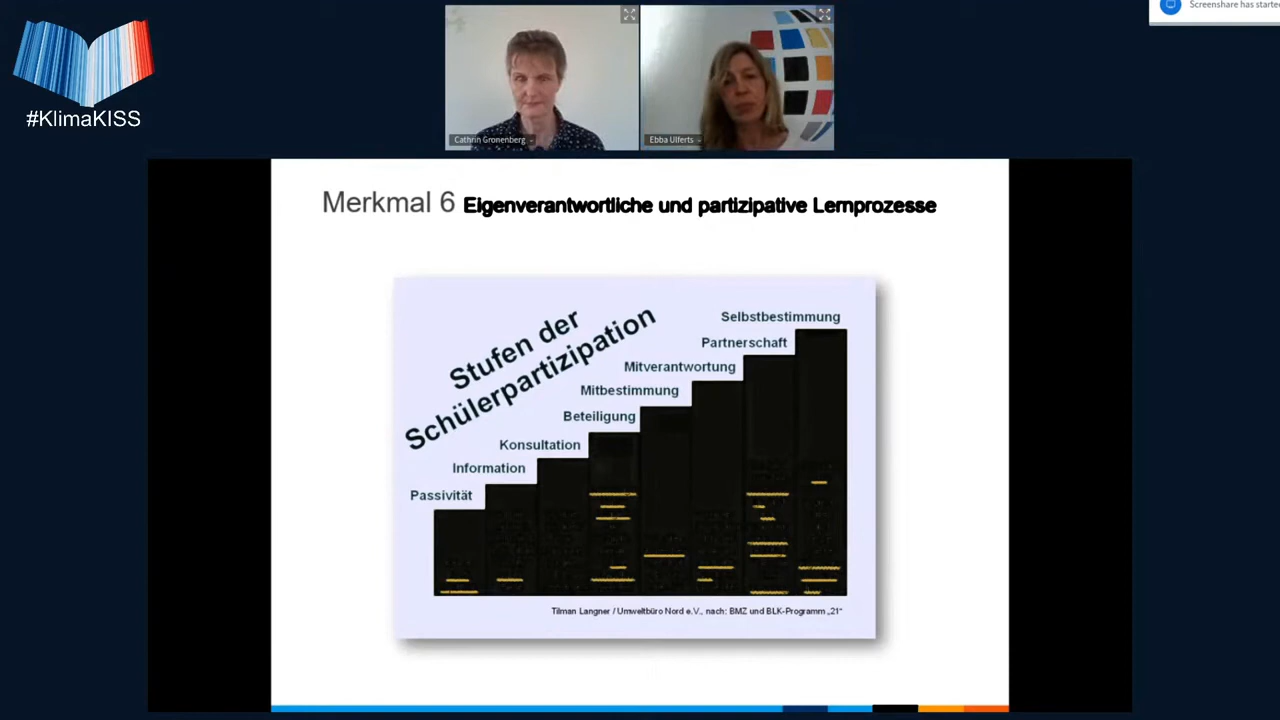 Screenshare has starte
#KlimaKISS
Cathrin Gronenberg
Ebba Ulferts
Merkmal 6 Eigenverantwortliche und partizipative Lernprozesse
Stufen der
Schülerpartizipation
Selbstbestimmung
Partnerschaft
Mitverantwortung
Mitbestimmung
Beteiligung
Konsultation
Information
Passivität
Tilman Langner / Umweltbüro Nord e.V., nach: BMZ und BLK-Programm „21“